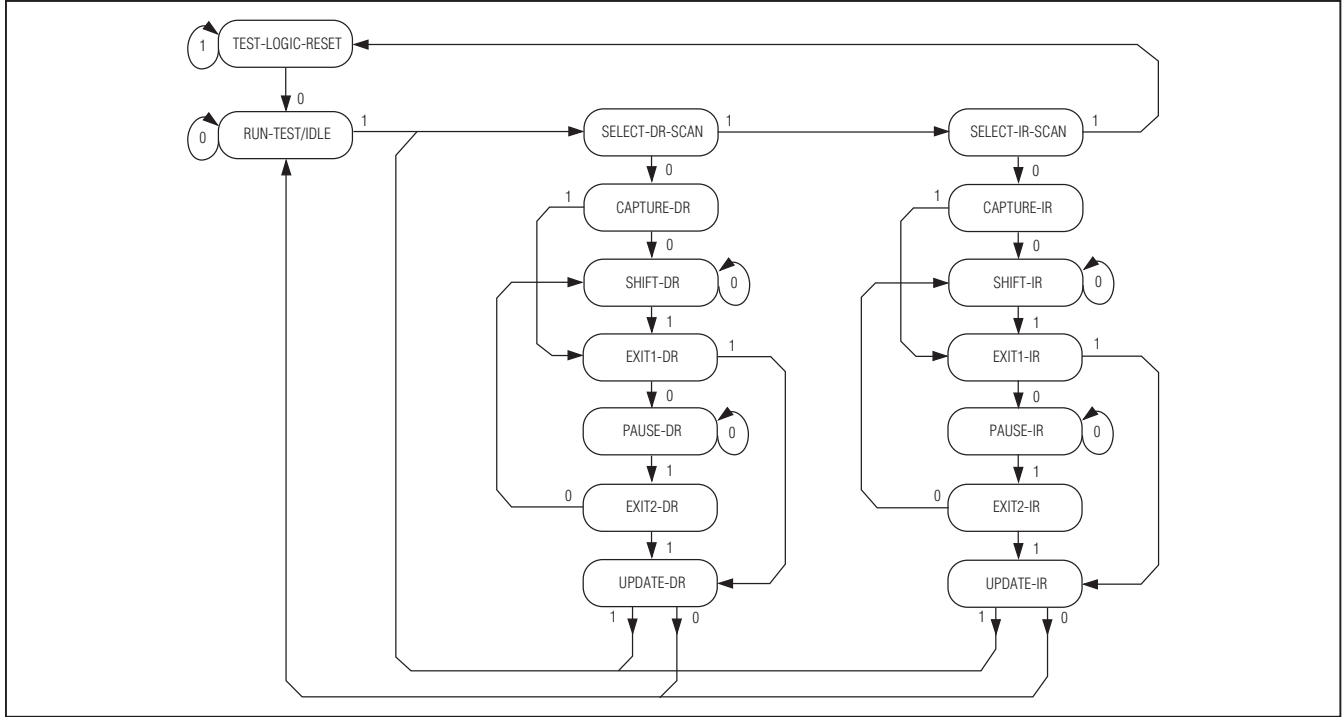 TEST-LOGIC-RESET
1
0
RUN-TEST/IDLE
0
1
SELECT-DR-SCAN
1
SELECT-IR-SCAN
1
0
0
CAPTURE-DR
1
CAPTURE-IR
1
0
0
SHIFT-DR
0
SHIFT-IR
0
1
1
EXIT1-DR
1
EXIT1-IR
1
0
0
PAUSE-DR
0
PAUSE-IR
0
1
1
EXIT2-DR
0
EXIT2-IR
0
1
1
UPDATE-DR
UPDATE-IR
1
0
1
0